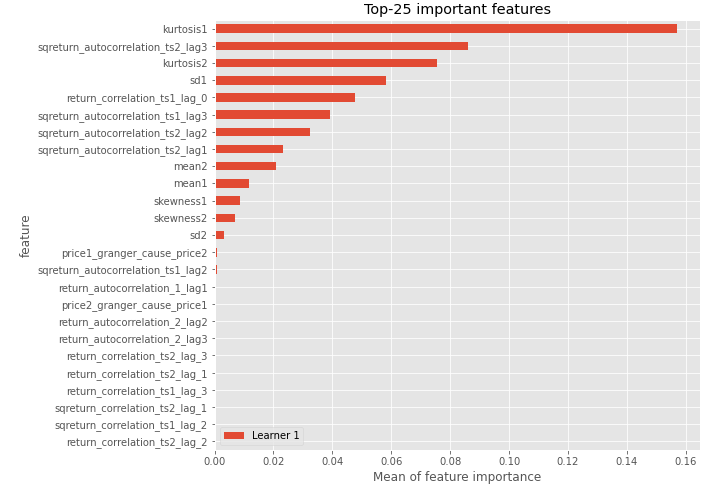 Top-25 important features
kurtosis1
sqreturn_autocorrelation_ts2_lag3
kurtosis2
sd1
return_correlation_ts1_lag_0
sqreturn_autocorrelation_ts1_lag3
sqreturn_autocorrelation_ts2_lag2
sqreturn_autocorrelation_ts2_lag1
mean2
mean1
skewness1
skewness2
sd2
price1_granger_cause_price2
sqreturn_autocorrelation_ts1_lag2
return_autocorrelation_1_lag1
price2_granger_cause_price1
return_autocorrelation_2_lag2
return_autocorrelation_2_lag3
return_correlation_ts2_lag_3
return_correlation_ts2_lag_1
return_correlation_ts1_lag_3
sqreturn_correlation_ts2_lag_1
sqreturn_correlation_ts1_lag_2
return_correlation_ts2_lag_2
feature
Learner 1
0.00 0.02 0.04 0.06 0.08 0.10 0.12 0.14 0.16
Mean of feature importance